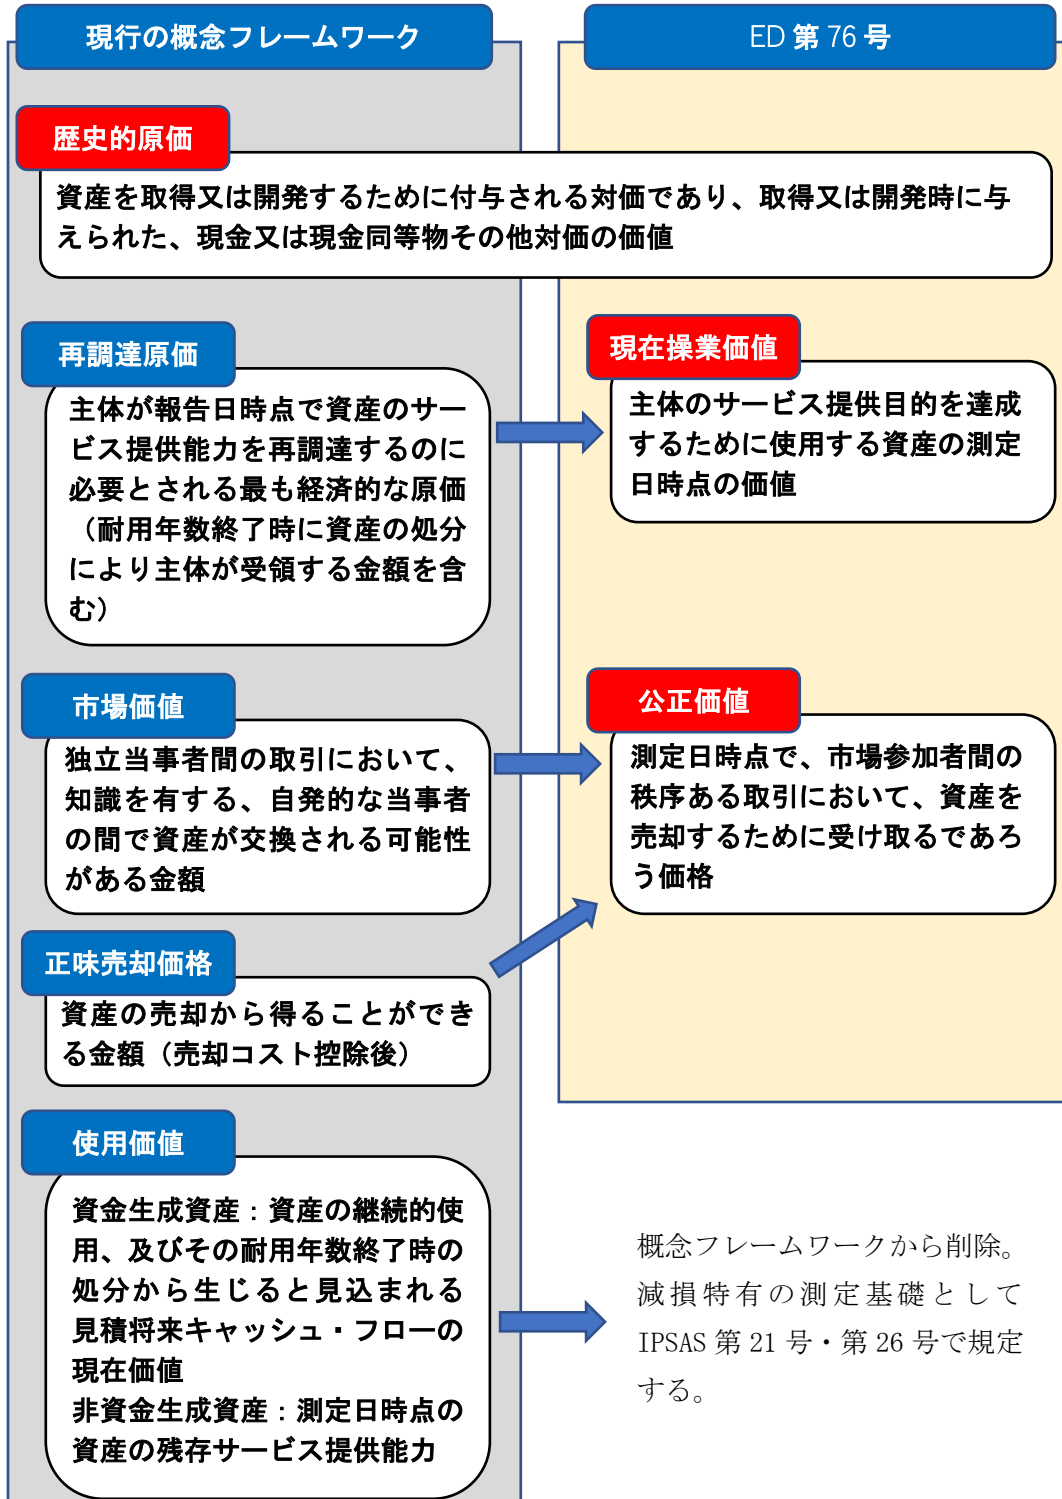 現行の概念フレームワーク
ED 第 76 号
歴史的原価
資産を取得又は開発するために付与される対価であり、取得又は開発時に与
えられた、現金又は現金同等物その他対価の価値
再調達原価
主体が報告日時点で資産のサー
ビス提供能力を再調達するのに
必要とされる最も経済的な原価
（耐用年数終了時に資産の処分
により主体が受領する金額を含
む）
現在操業価値
主体のサービス提供目的を達成
するために使用する資産の測定
日時点の価値
市場価値
独立当事者間の取引において、
知識を有する、自発的な当事者
の間で資産が交換される可能性
がある金額
公正価値
測定日時点で、市場参加者間の
秩序ある取引において、資産を
売却するために受け取るであろ
う価格
正味売却価格
資産の売却から得ることができ
る金額（売却コスト控除後）
使用価値
資金生成資産：資産の継続的使
用、及びその耐用年数終了時の
処分から生じると見込まれる
見積将来キャッシュ・フローの
現在価値
非資金生成資産：測定日時点の
資産の残存サービス提供能力
概念フレームワークから削除。
減損特有の測定基礎として
IPSAS 第 21 号・第 26 号で規定
する。